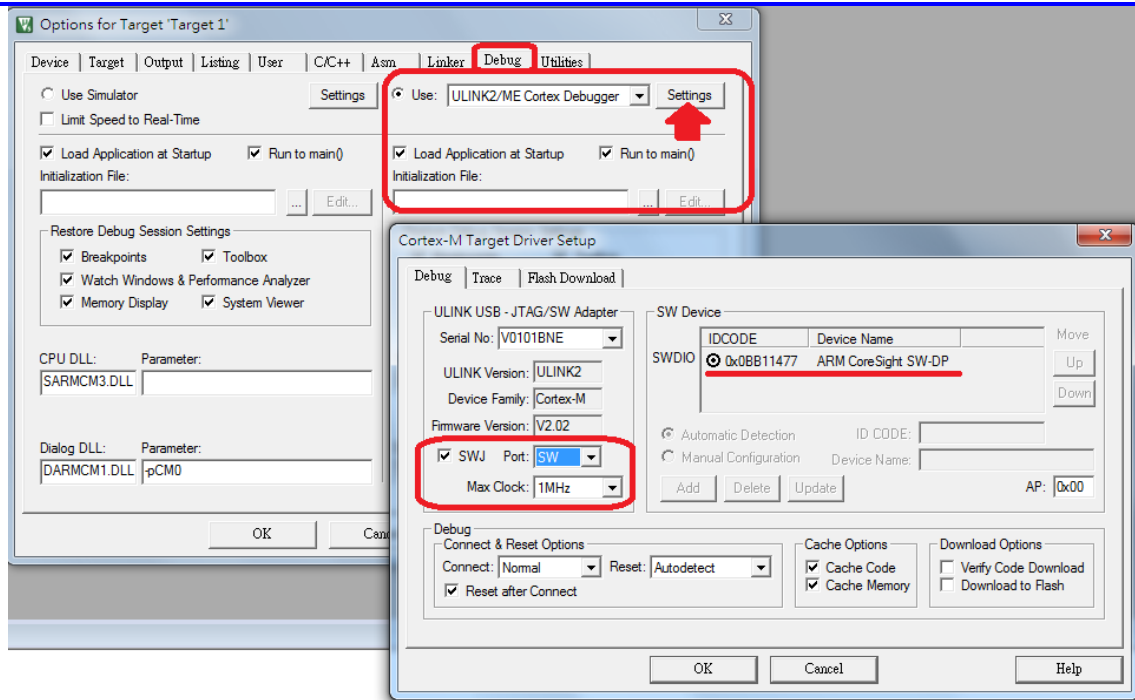 Options for Target 'Target 1'
Device Target Output Listing User C/C++ Asm Linker Debug Utilities
Use Simulator Settings Use: ULINK2/ME Cortex Debugger Settings
Limit Speed to Real-Time
Load Application at Startup Run to main() Load Application at Startup Run to main()
Initialization File: Initialization File:
... Edit... ... Edit...
Restore Debug Session Settings
Breakpoints Toolbox
Watch Windows & Performance Analyzer
Memory Display System Viewer
CPU DLL: Parameter:
SARMCM3.DLL
Dialog DLL: Parameter:
DARMCM1.DLL -pCM0
OK
Cortex-M Target Driver Setup
Debug Trace Flash Download
ULINK USB - JTAG/SW Adapter
Serial No: V0101BNE
ULINK Version: ULINK2
Device Family: Cortex-M
Firmware Version: V2.02
SWJ Port: SW
Max Clock: 1MHz
SW Device
IDCODE Device Name Move
SWDIO 0x0BB11477 ARM CoreSight SW-DP Up
Down
Automatic Detection ID CODE:
Manual Configuration Device Name:
Add Delete Update AP: 0x00
Debug
Connect & Reset Options
Connect: Normal Reset: Autodetect
Reset after Connect
Cache Options
Cache Code
Cache Memory
Download Options
Verify Code Download
Download to Flash
OK Cancel Help